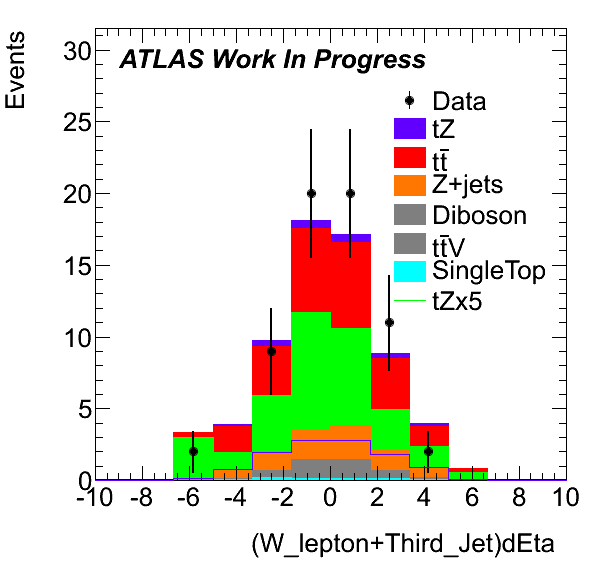 Events
ATLAS Work In Progress
30
25
20
15
10
5
0
Data
tZ
tt̄
Z+jets
Diboson
tt̄V
SingleTop
tZx5
-10 -8 -6 -4 -2 0 2 4 6 8 10
(W_lepton+Third_Jet)dEta